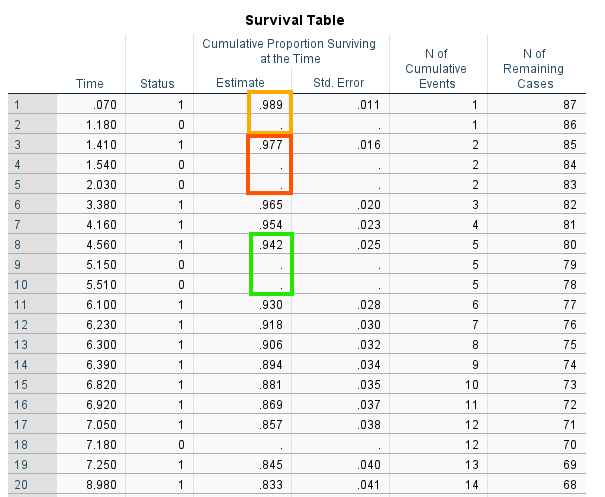 Survival Table
Cumulative Proportion Surviving at the Time
N of Cumulative Events
N of Remaining Cases
Time Status Estimate Std. Error
1 .070 1 .989 .011 1 87
2 1.180 0 . . 1 86
3 1.410 1 .977 .016 2 85
4 1.540 0 . . 2 84
5 2.030 0 . . 2 83
6 3.380 1 .965 .020 3 82
7 4.160 1 .954 .023 4 81
8 4.560 1 .942 .025 5 80
9 5.150 0 . . 5 79
10 5.510 0 . . 5 78
11 6.100 1 .930 .028 6 77
12 6.230 1 .918 .030 7 76
13 6.300 1 .906 .032 8 75
14 6.390 1 .894 .034 9 74
15 6.820 1 .881 .035 10 73
16 6.920 1 .869 .037 11 72
17 7.050 1 .857 .038 12 71
18 7.180 0 . . 12 70
19 7.250 1 .845 .040 13 69
20 8.980 1 .833 .041 14 68